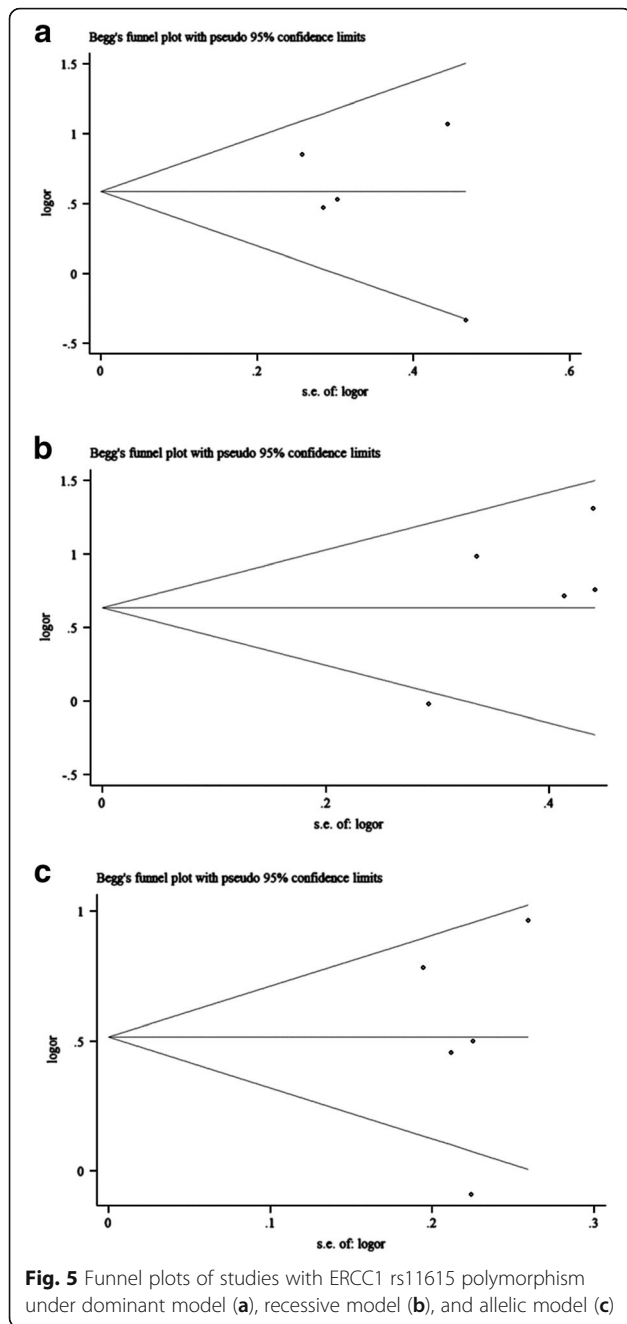 a
Begg's funnel plot with pseudo 95% confidence limits
1.5
1
.5
0
-.5
logor
0 .2 .4 .6
s.e. of: logor
b
Begg's funnel plot with pseudo 95% confidence limits
1.5
1
.5
0
-.5
logor
0 .2 .4
s.e. of: logor
c
Begg's funnel plot with pseudo 95% confidence limits
1
.5
0
logor
0 .1 .2 .3
s.e. of: logor
Fig. 5 Funnel plots of studies with ERCC1 rs11615 polymorphism
under dominant model (a), recessive model (b), and allelic model (c)